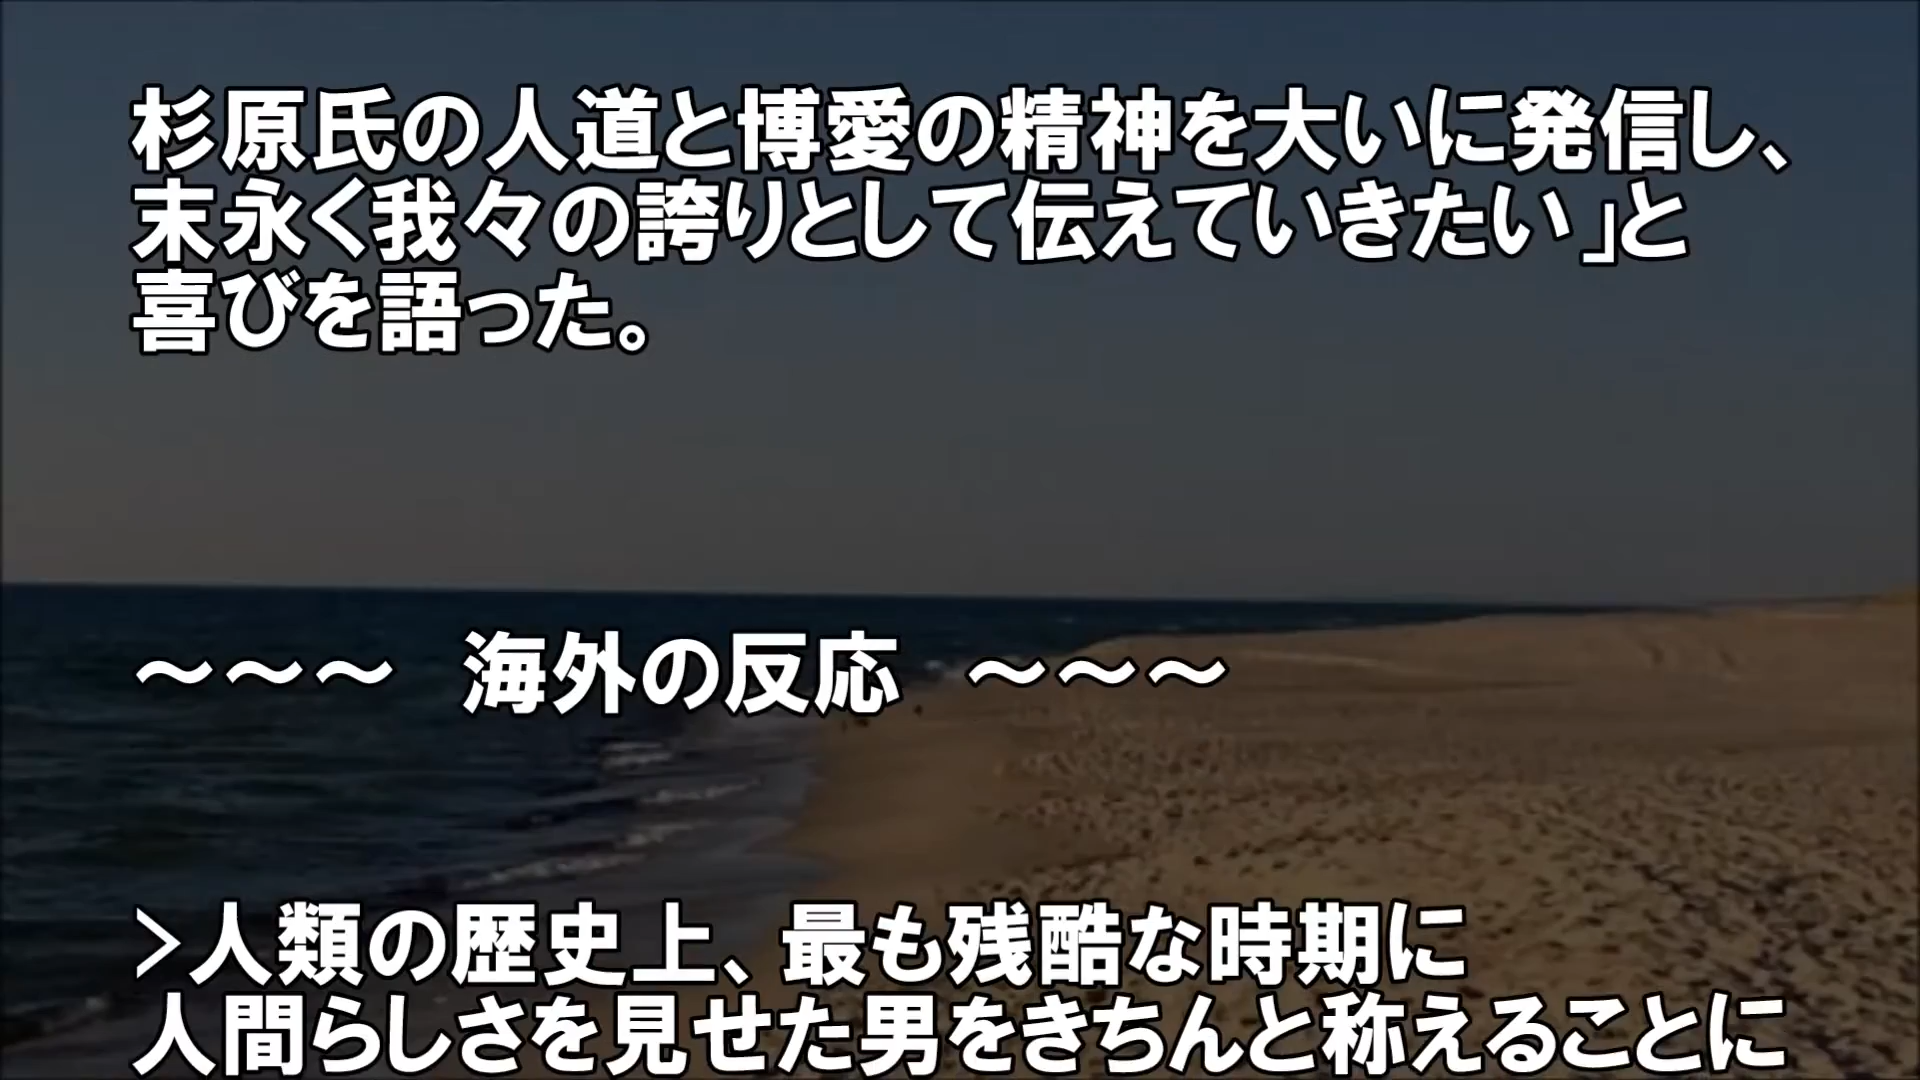 杉原氏の人道と博愛の精神を大いに発信し、
末永く我々の誇りとして伝えていきたい」と
喜びを語った。
～～～　海外の反応　～～～
>人類の歴史上、最も残酷な時期に
人間らしさを見せた男をきちんと称えることに